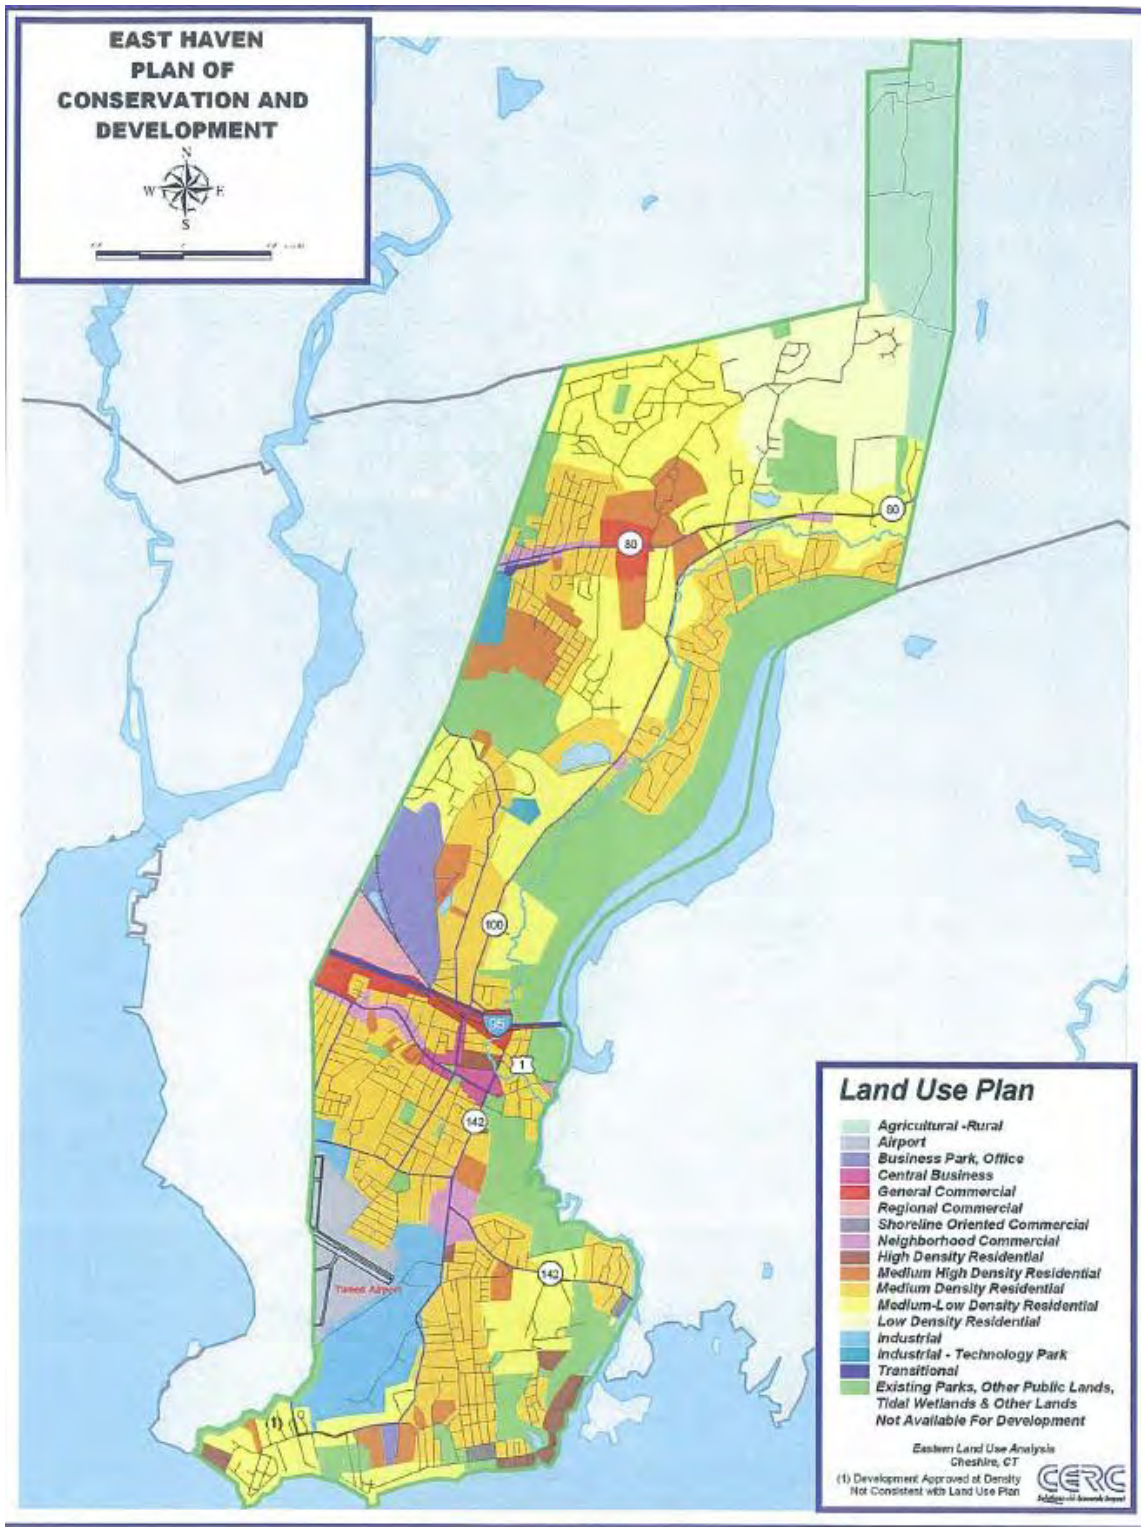 EAST HAVEN
PLAN OF
CONSERVATION AND
DEVELOPMENT
N
W E
S
80
80
100
95
1
142
142
Tweed Airport
(1)
Land Use Plan
Agricultural -Rural
Airport
Business Park, Office
Central Business
General Commercial
Regional Commercial
Shoreline Oriented Commercial
Neighborhood Commercial
High Density Residential
Medium High Density Residential
Medium Density Residential
Medium-Low Density Residential
Low Density Residential
Industrial
Industrial - Technology Park
Transitional
Existing Parks, Other Public Lands,
Tidal Wetlands & Other Lands
Not Available For Development
Eastern Land Use Analysis
Cheshire, CT
(1) Development Approved at Density
Not Consistent with Land Use Plan
CERC